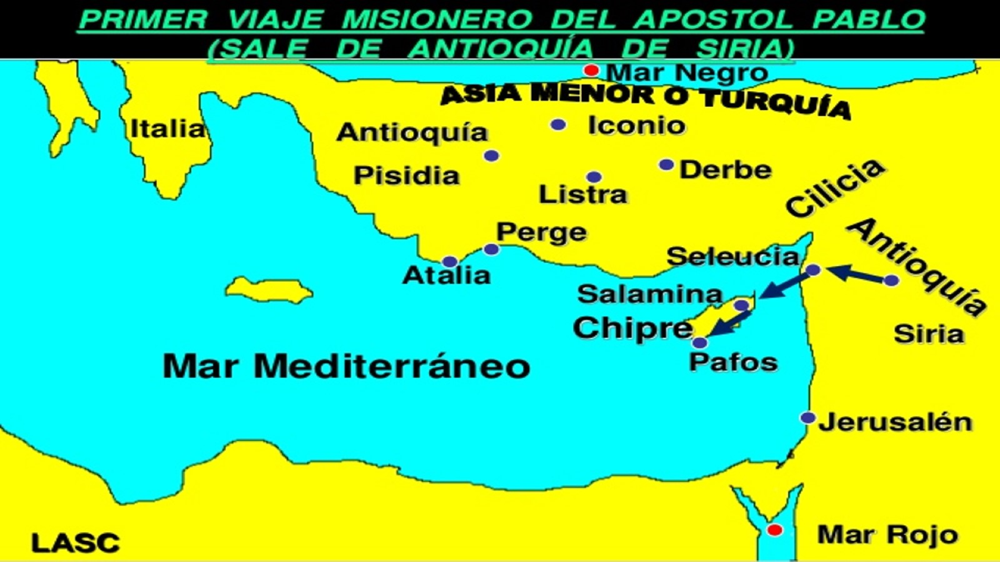 PRIMER VIAJE MISIONERO DEL APOSTOL PABLO
(SALE DE ANTIOQUÍA DE SIRIA)
Mar Negro
ASIA MENOR O TURQUÍA
Italia
Antioquía
Iconio
Pisidia
Derbe
Listra
Cilicia
Perge
Antioquía
Seleucia
Atalia
Salamina
Chipre
Siria
Mar Mediterráneo
Pafos
Jerusalén
Mar Rojo
LASC